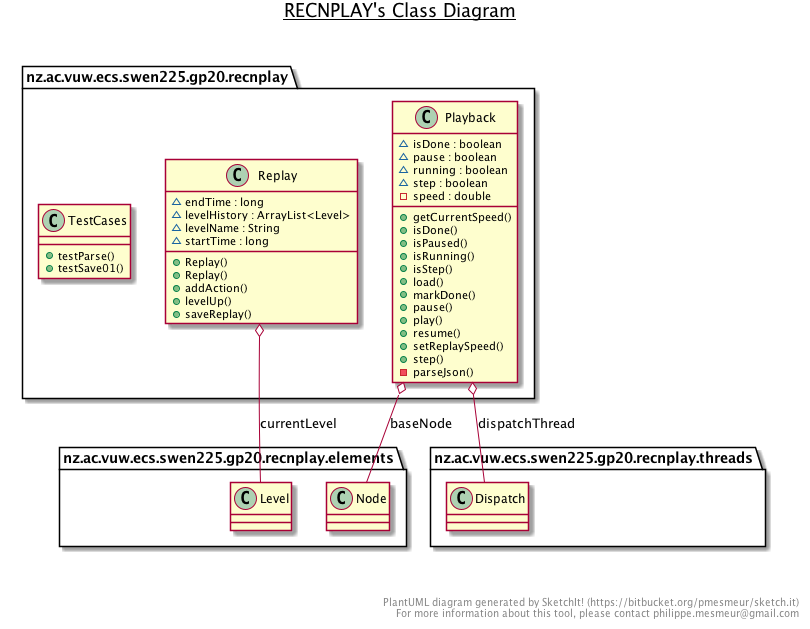 RECNPLAY's Class Diagram
nz.ac.vuw.ecs.swen225.gp20.recnplay
C TestCases
testParse()
testSave01()
C Replay
endTime : long
levelHistory : ArrayList<Level>
levelName : String
startTime : long
Replay()
Replay()
addAction()
levelUp()
saveReplay()
C Playback
isDone : boolean
pause : boolean
running : boolean
step : boolean
speed : double
getCurrentSpeed()
isDone()
isPaused()
isRunning()
isStep()
load()
markDone()
pause()
play()
resume()
setReplaySpeed()
step()
parseJson()
currentLevel
baseNode
dispatchThread
nz.ac.vuw.ecs.swen225.gp20.recnplay.elements
C Level
C Node
nz.ac.vuw.ecs.swen225.gp20.recnplay.threads
C Dispatch
PlantUML diagram generated by SketchIt! (https://bitbucket.org/pmesmeur/sketch.it)
For more information about this tool, please contact philippe.mesmeur@gmail.com